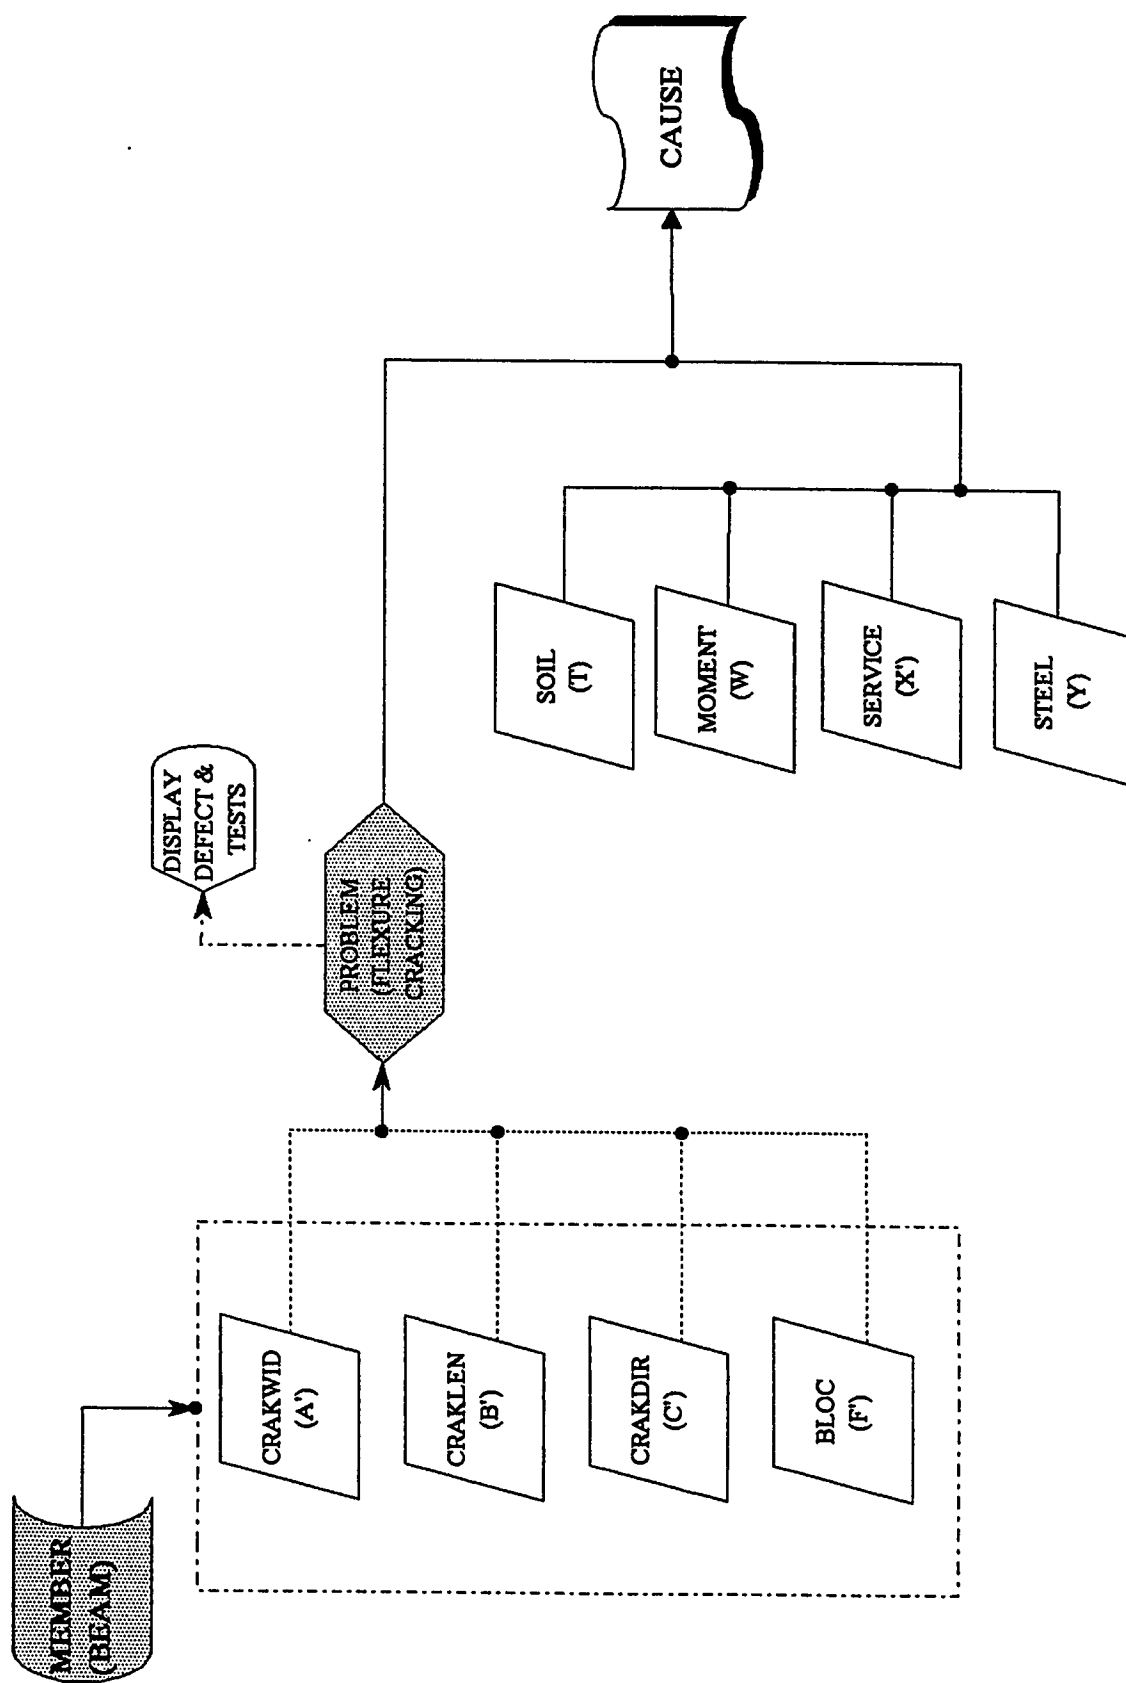 MEMBER
(BEAM)
CRAKWID
(A')
CRAKLEN
(B')
CRAKDIR
(C')
BLOC
(F')
PROBLEM
(FLEXURE
CRACKING)
DISPLAY
DEFECT &
TESTS
SOIL
(T)
MOMENT
(W)
SERVICE
(X')
STEEL
(Y)
CAUSE